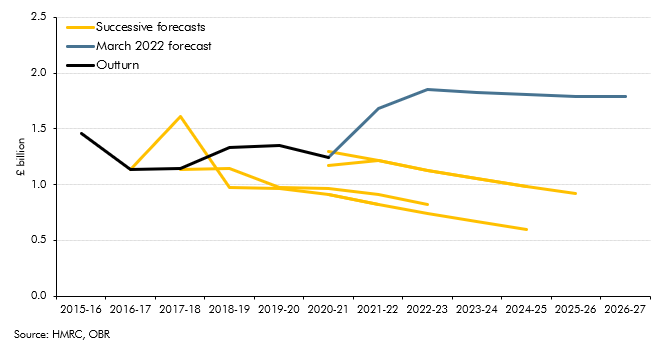 2.5
Successive forecasts
March 2022 forecast
Outturn
2.0
1.5
£ billion
1.0
0.5
0.0
2015-16 2016-17 2017-18 2018-19 2019-20 2020-21 2021-22 2022-23 2023-24 2024-25 2025-26 2026-27
Source: HMRC, OBR